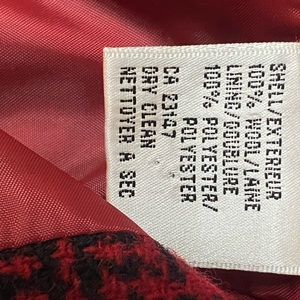 SHELL/EXTERIEUR
100% WOOL/LAINE
LINING/DOUBLURE
100% POLYESTER/
POLYESTER
CA 23147
DRY CLEAN
NETTOYER A SEC